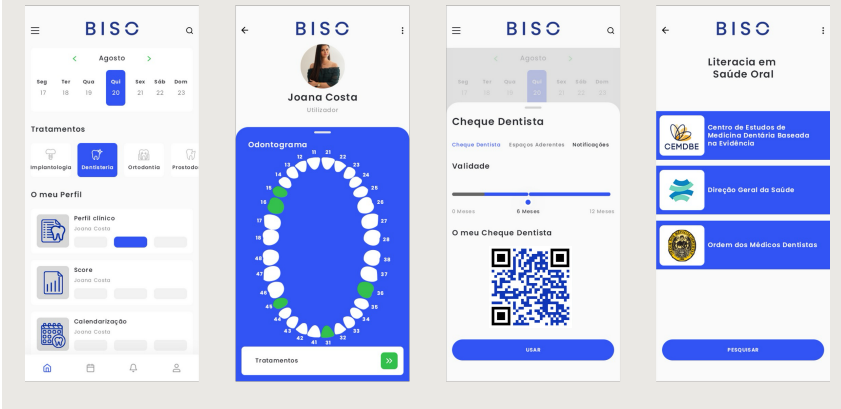 BISO
Agosto
Seg Ter Qua Qui Sex Sáb Dom
17 18 19 20 21 22 23
Tratamentos
Implantologia Dentisteria Ortodontia Prostodo
O meu Perfil
Perfil clínico
Joana Costa
Score
Joana Costa
Calendarização
Joana Costa
BISO
Joana Costa
Utilizador
Odontograma
11 21
12 22
13 23
14 24
15 25
16 26
17 27
18 28
48 38
47 37
46 36
45 35
44 34
43 33
42 32
41 31
Tratamentos
BISO
Agosto
Seg Ter Qua Qui Sex Sáb Dom
17 18 19 20 21 22 23
Cheque Dentista
Cheque Dentista Espaços Aderentes Notificações
Validade
0 Meses 6 Meses 12 Meses
O meu Cheque Dentista
USAR
BISO
Literacia em
Saúde Oral
CEMDBE
Centro de Estudos de
Medicina Dentária Baseada
na Evidência
Direção Geral da Saúde
Ordem dos Médicos Dentistas
PESQUISAR